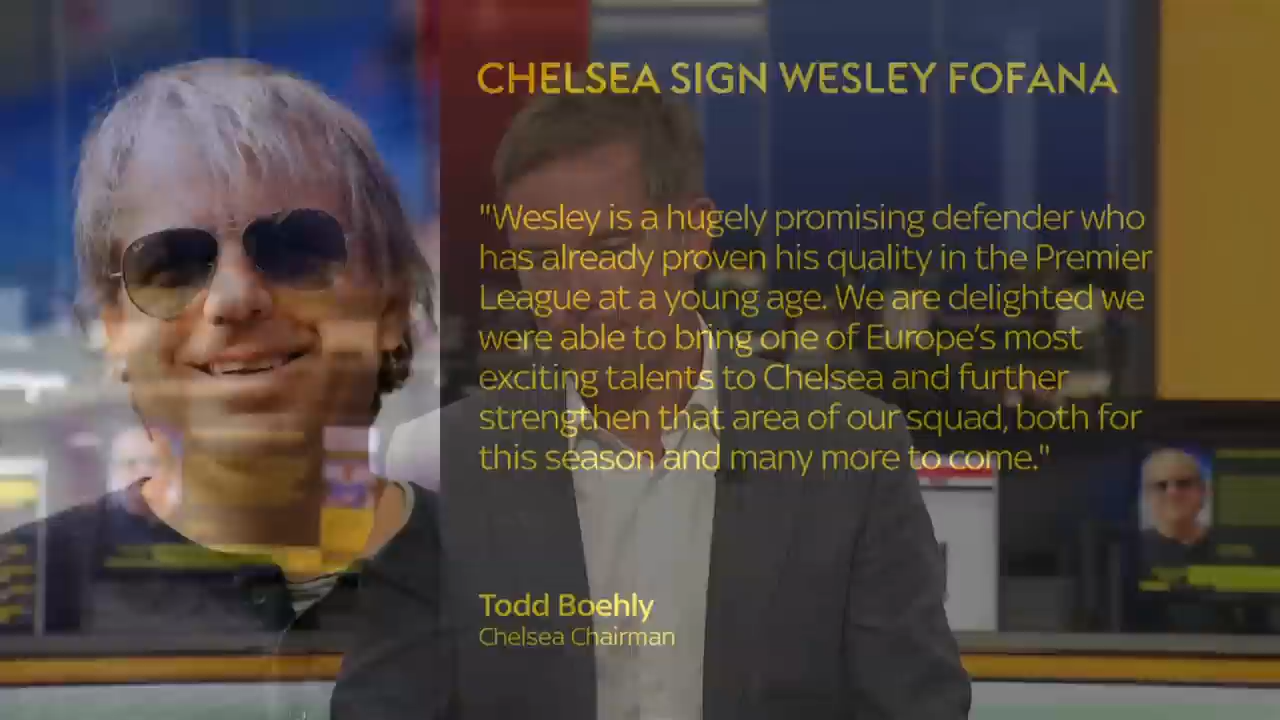 CHELSEA SIGN WESLEY FOFANA
"Wesley is a hugely promising defender who
has already proven his quality in the Premier
League at a young age. We are delighted we
were able to bring one of Europe’s most
exciting talents to Chelsea and further
strengthen that area of our squad, both for
this season and many more to come."
Todd Boehly
Chelsea Chairman